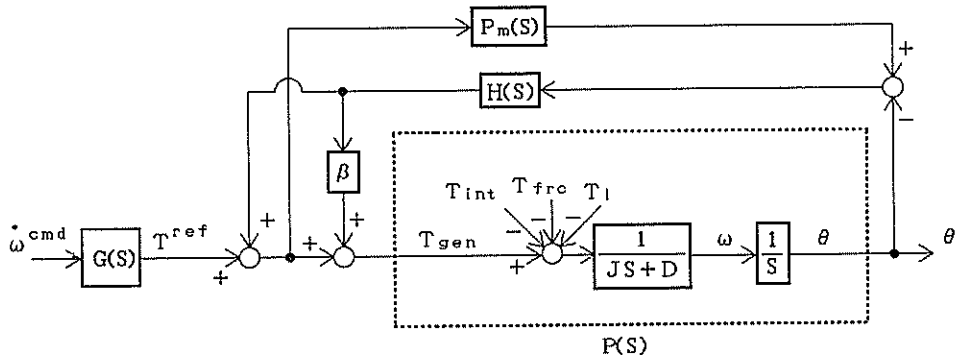 Pm(S)
+
H(S)
−
β
Tint Tfrc Tl
− − −
ω̇cmd G(S) Tref + + + + Tgen + 1/JS+D ω 1/S θ θ
P(S)